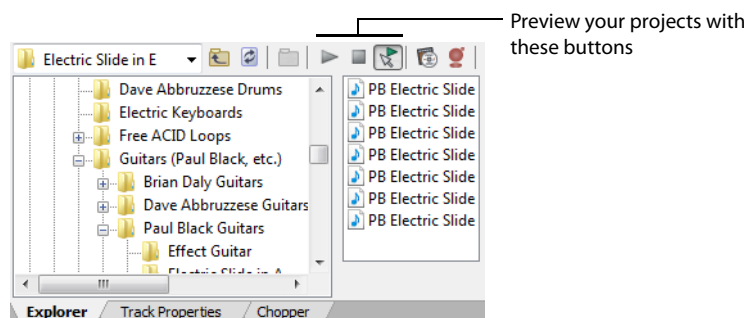 Preview your projects with
these buttons
Electric Slide in E
Dave Abbruzzese Drums
Electric Keyboards
Free ACID Loops
Guitars (Paul Black, etc.)
Brian Daly Guitars
Dave Abbruzzese Guitars
Paul Black Guitars
Effect Guitar
Electric Slide in A
PB Electric Slide
PB Electric Slide
PB Electric Slide
PB Electric Slide
PB Electric Slide
PB Electric Slide
PB Electric Slide
Explorer
Track Properties
Chopper